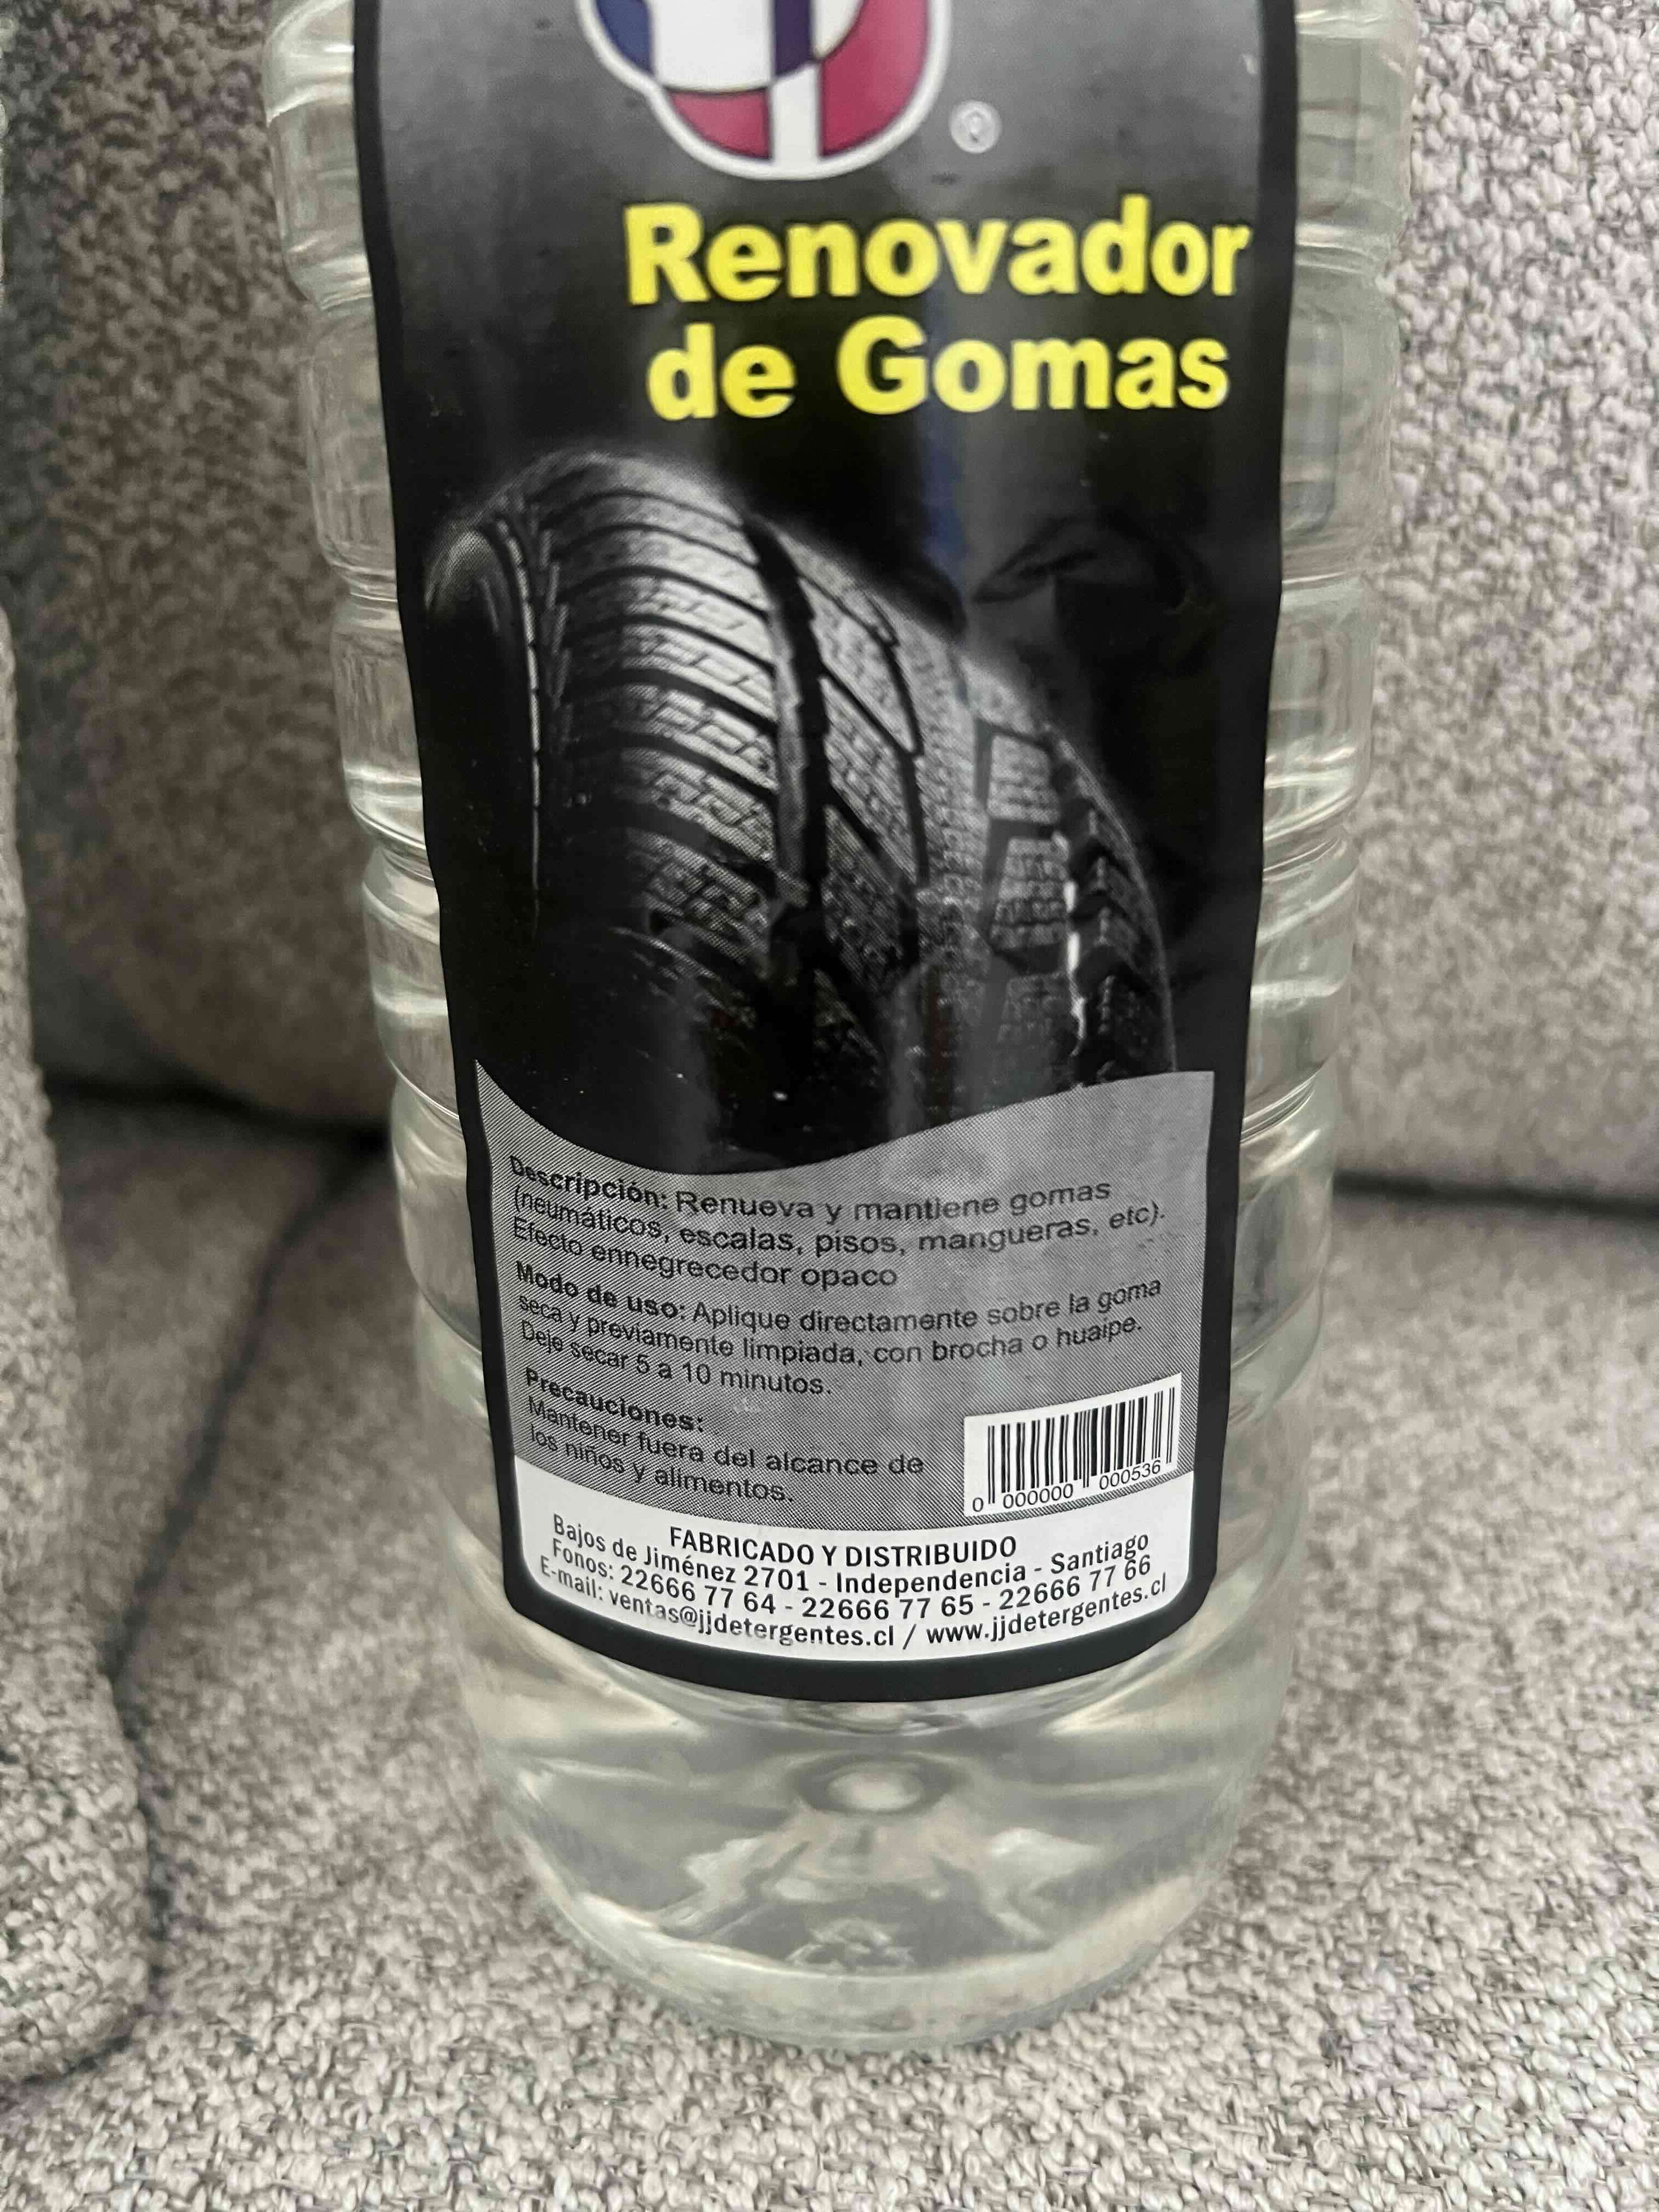 ®
Renovador
de Gomas
Descripción: Renueva y mantiene gomas
(neumáticos, escalas, pisos, mangueras, etc).
Efecto ennegrecedor opaco
Modo de uso: Aplique directamente sobre la goma
seca y previamente limpiada, con brocha o huaipe.
Deje secar 5 a 10 minutos.
Precauciones:
Mantener fuera del alcance de
los niños y alimentos.
0 000000 000536
FABRICADO Y DISTRIBUIDO
Bajos de Jiménez 2701 - Independencia - Santiago
Fonos: 22666 77 64 - 22666 77 65 - 22666 77 66
E-mail: ventas@jjdetergentes.cl / www.jjdetergentes.cl